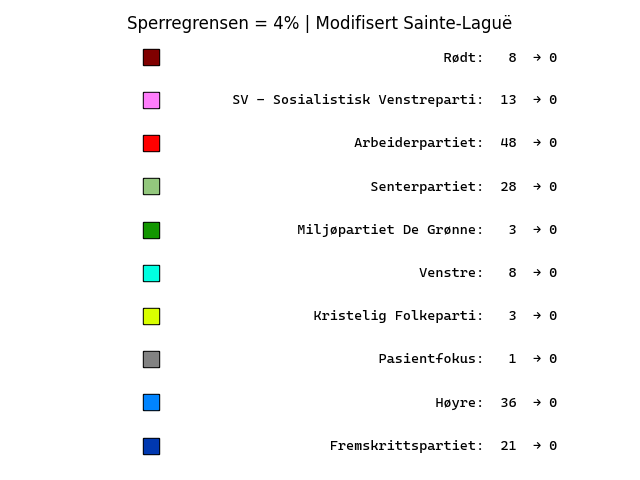 Sperregrensen = 4% | Modifisert Sainte-Laguë
Rødt: 8 → 0
SV – Sosialistisk Venstreparti: 13 → 0
Arbeiderpartiet: 48 → 0
Senterpartiet: 28 → 0
Miljøpartiet De Grønne: 3 → 0
Venstre: 8 → 0
Kristelig Folkeparti: 3 → 0
Pasientfokus: 1 → 0
Høyre: 36 → 0
Fremskrittspartiet: 21 → 0